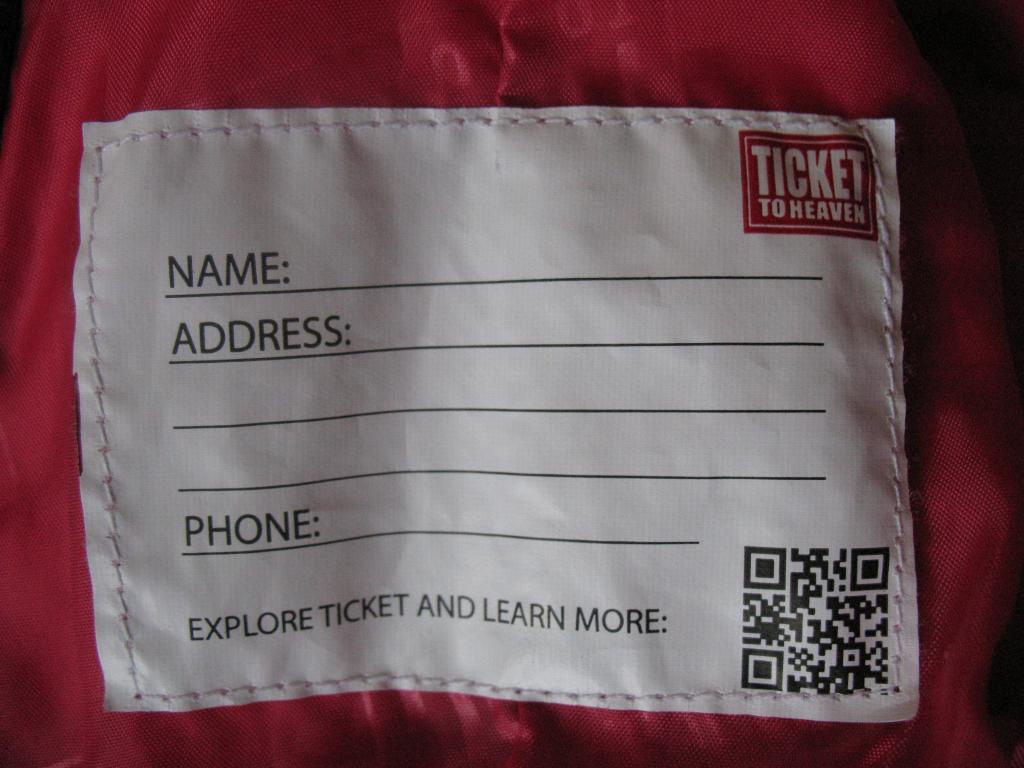 TICKET
TO HEAVEN
NAME:
ADDRESS:
PHONE:
EXPLORE TICKET AND LEARN MORE: